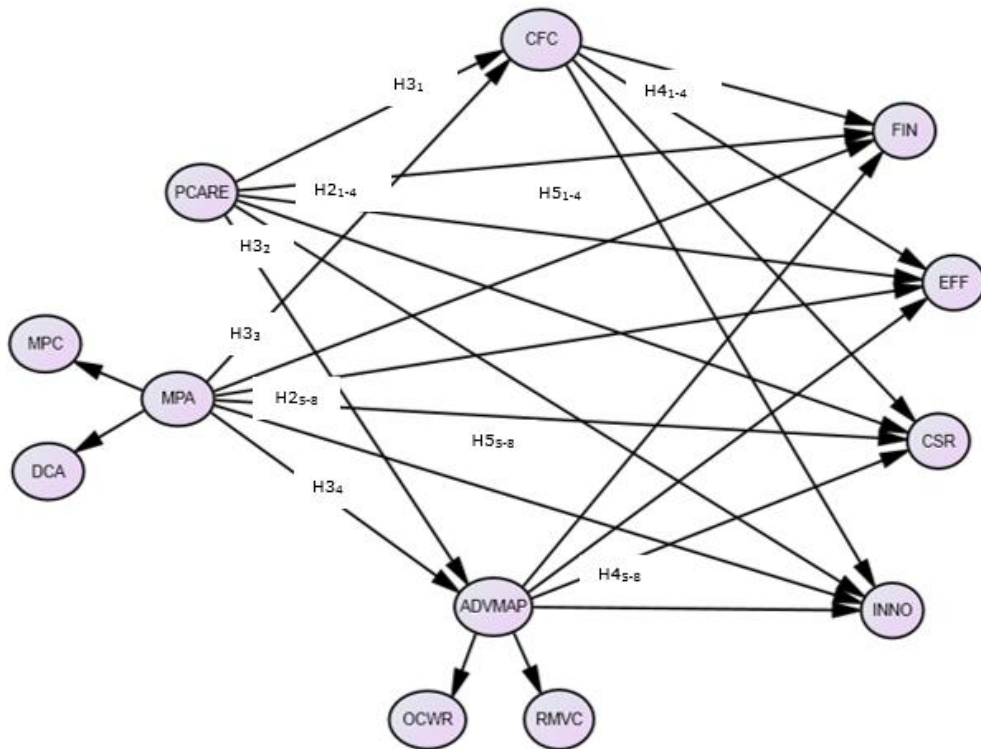 CFC
H3₁
H4₁₋₄
FIN
PCARE
H2₁₋₄
H5₁₋₄
H3₂
EFF
H3₃
MPC
MPA
H2₅₋₈
CSR
H5₅₋₈
DCA
H3₄
H4₅₋₈
ADVMAP
INNO
OCWR
RMVC